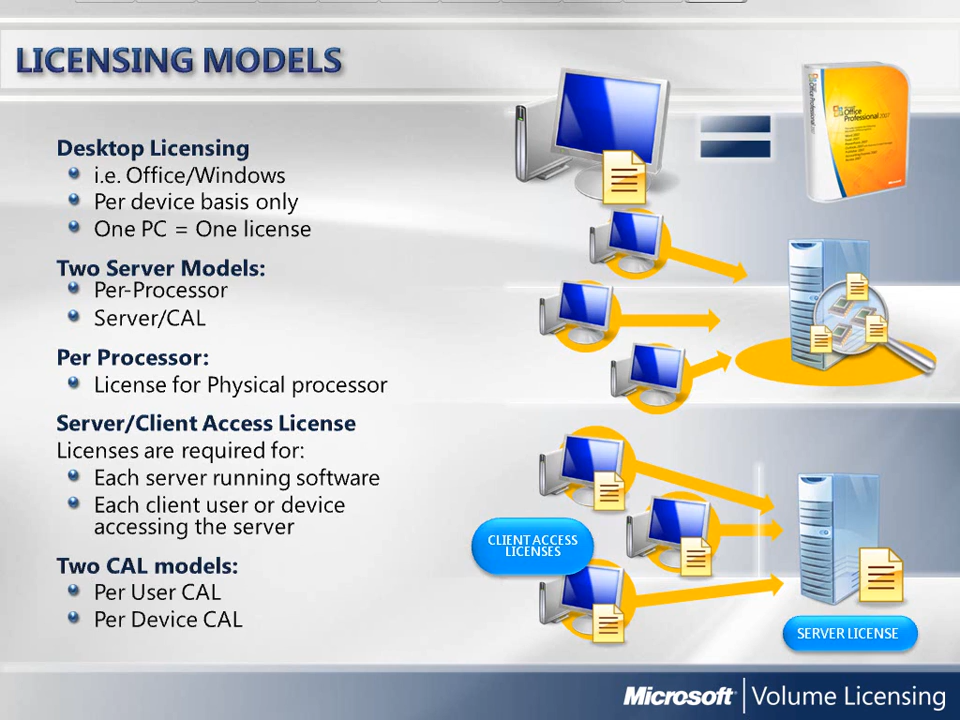 LICENSING MODELS
Desktop Licensing
i.e. Office/Windows
Per device basis only
One PC = One license
Two Server Models:
Per-Processor
Server/CAL
Per Processor:
License for Physical processor
Server/Client Access License
Licenses are required for:
Each server running software
Each client user or device
accessing the server
Two CAL models:
Per User CAL
Per Device CAL
Office
Professional 2007
CLIENT ACCESS
LICENSES
SERVER LICENSE
Microsoft | Volume Licensing